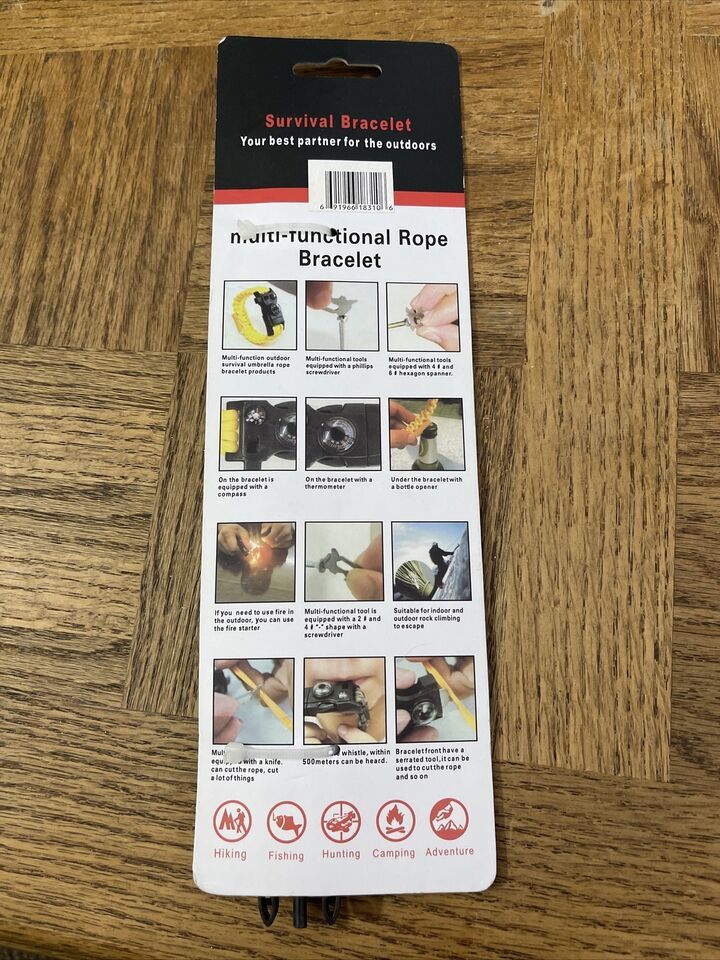 Survival Bracelet
Your best partner for the outdoors
6 91966 18310 6
Multi-functional Rope
Bracelet
Multi-function outdoor
survival umbrella rope
bracelet products
Multi-functional tools
equipped with a phillips
screwdriver
Multi-functional tools
equipped with 4 # and
6 # hexagon spanner.
On the bracelet is
equipped with a
compass
On the bracelet with a
thermometer
Under the bracelet with
a bottle opener
If you need to use fire in
the outdoor, you can use
the fire starter
Multi-functional tool is
equipped with a 2 # and
4 # "-" shape with a
screwdriver
Suitable for indoor and
outdoor rock climbing
to escape
with a knife.
can cut the rope, cut
a lot of things
whistle, within
500meters can be heard.
Bracelet front have a
serrated tool, it can be
used to cut the rope
and so on
Hiking
Fishing
Hunting
Camping
Adventure